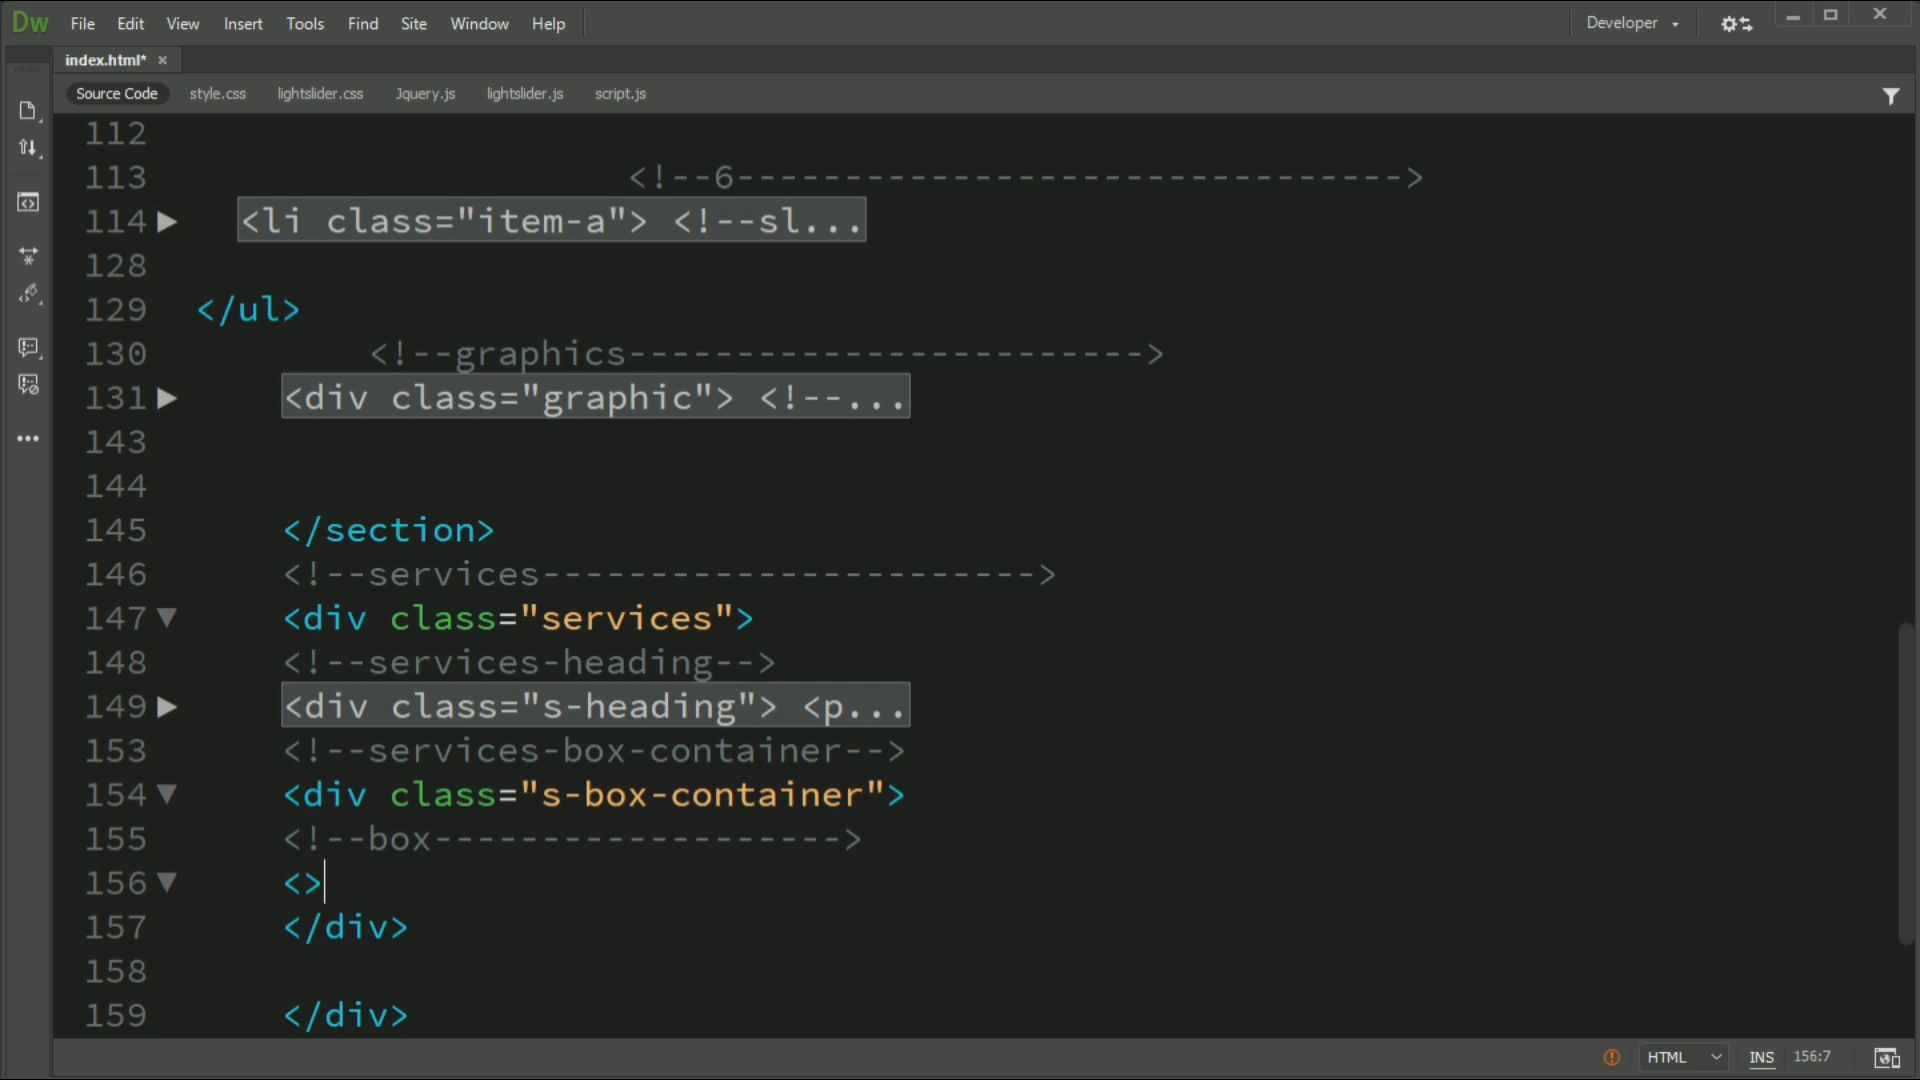 Dw File Edit View Insert Tools Find Site Window Help Developer
index.html*
Source Code style.css lightslider.css Jquery.js lightslider.js script.js
112
113 <!--6------------------------------->
114 <li class="item-a"> <!--sl...
128
129 </ul>
130 <!--graphics------------------------>
131 <div class="graphic"> <!--...
143
144
145 </section>
146 <!--services----------------------->
147 <div class="services">
148 <!--services-heading-->
149 <div class="s-heading"> <p...
153 <!--services-box-container-->
154 <div class="s-box-container">
155 <!--box------------------->
156 <>
157 </div>
158
159 </div>
HTML INS 156:7